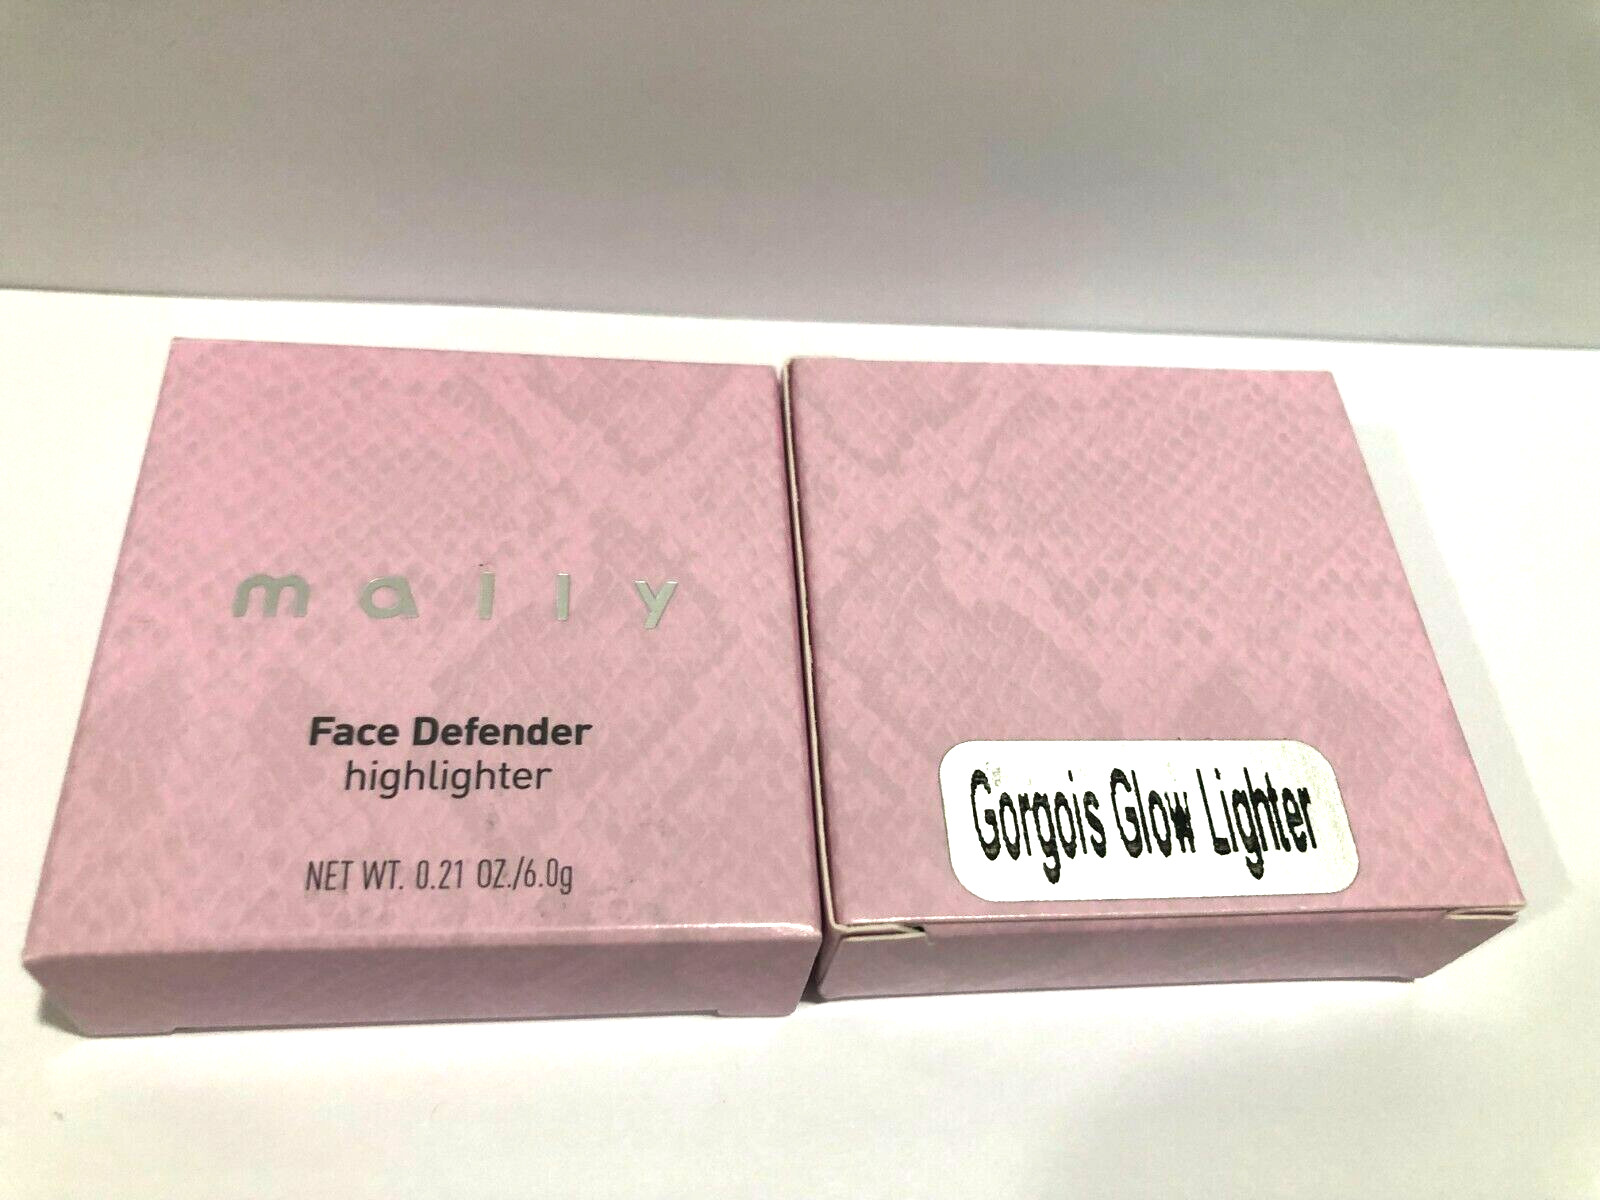 mally
Face Defender
highlighter
NET WT. 0.21 OZ./6.0g
Gorgois Glow Lighter